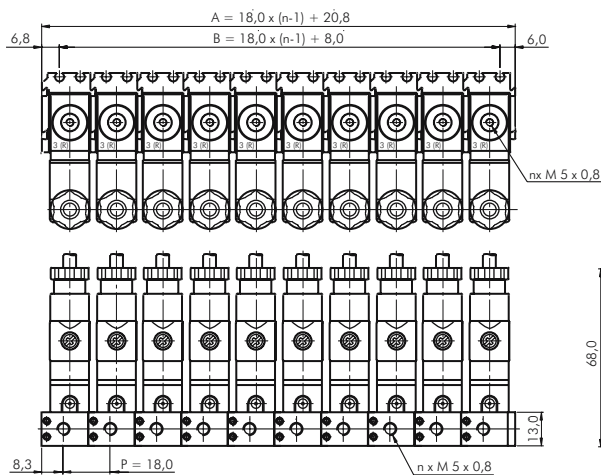 A = 18,0 x (n-1) + 20,8
6,8
B = 18,0 x (n-1) + 8,0
6,0
3 (R) 3 (R) 3 (R) 3 (R) 3 (R) 3 (R) 3 (R) 3 (R) 3 (R) 3 (R)
nx M 5 x 0,8
68,0
13,0
8,3
P = 18,0
n x M 5 x 0,8